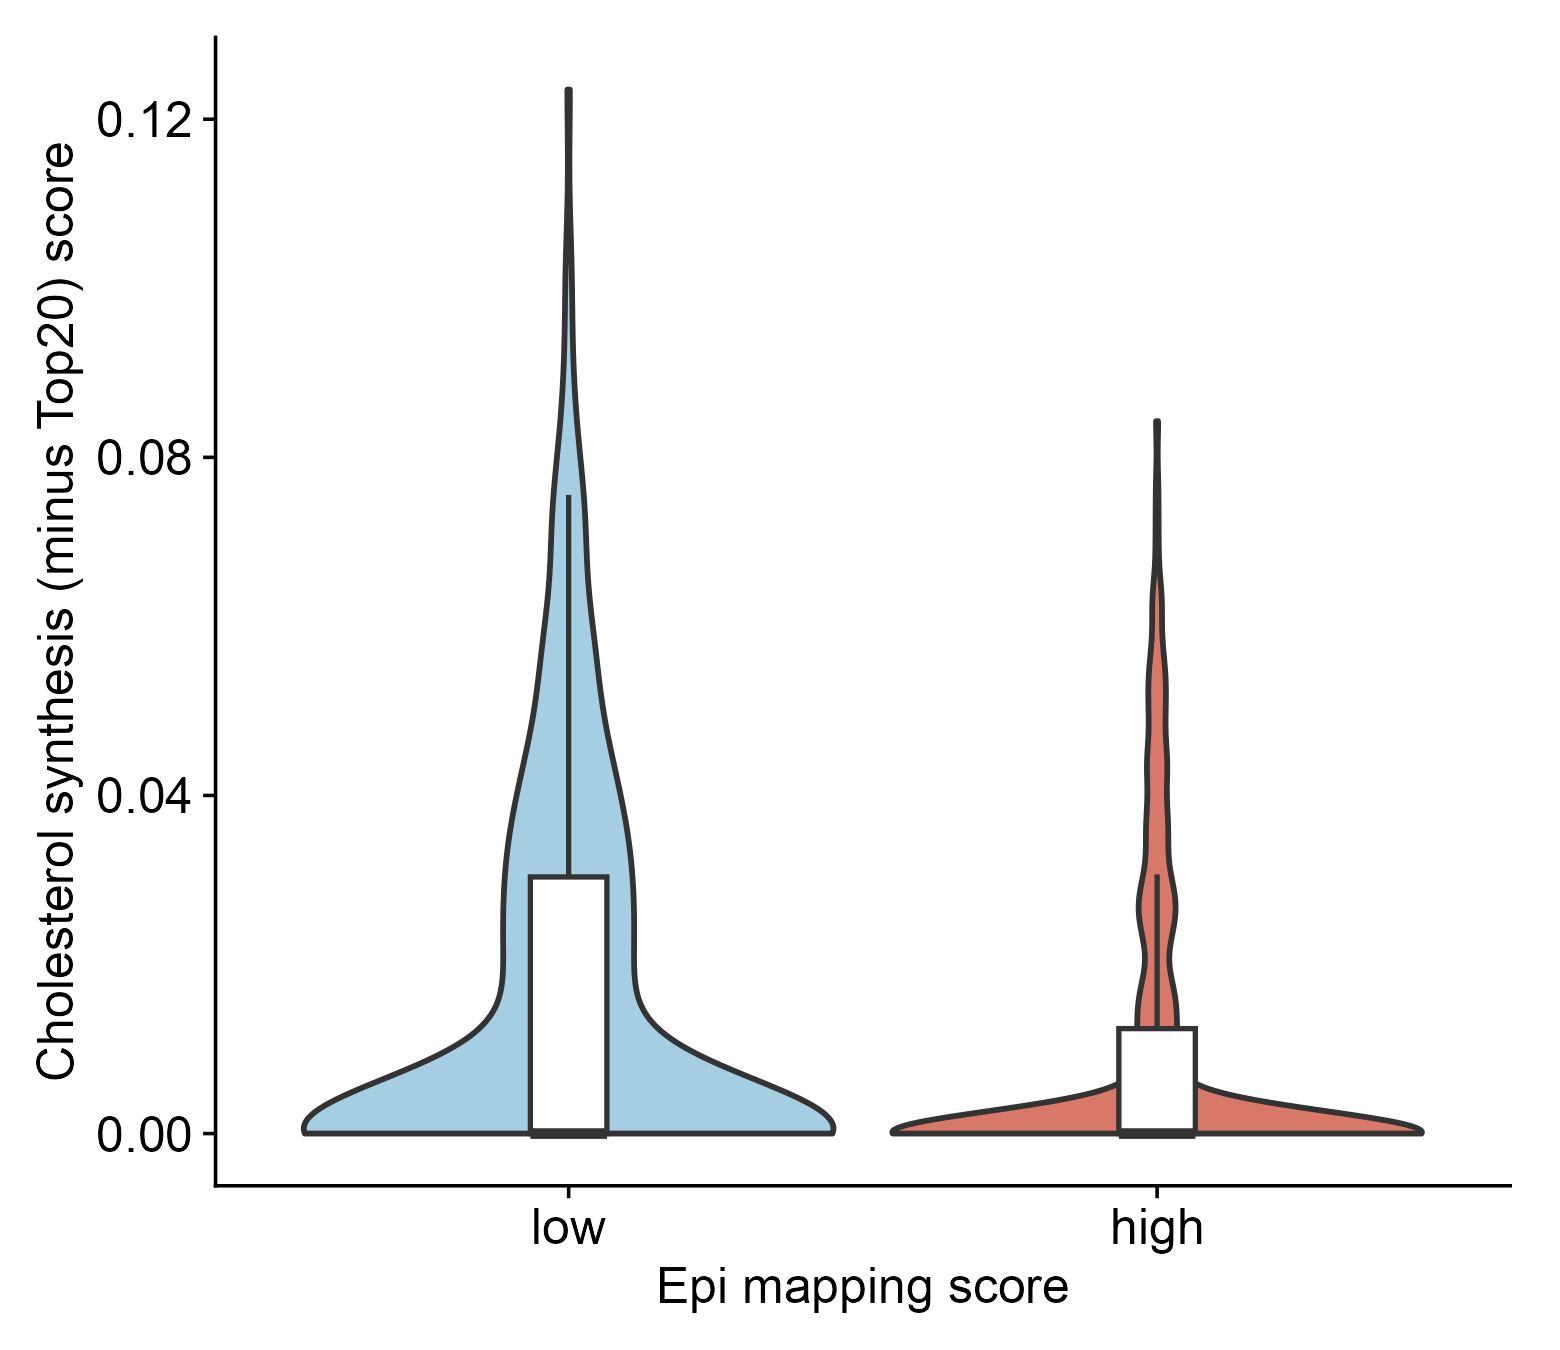 Cholesterol synthesis (minus Top20) score
0.12
0.08
0.04
0.00
low
high
Epi mapping score